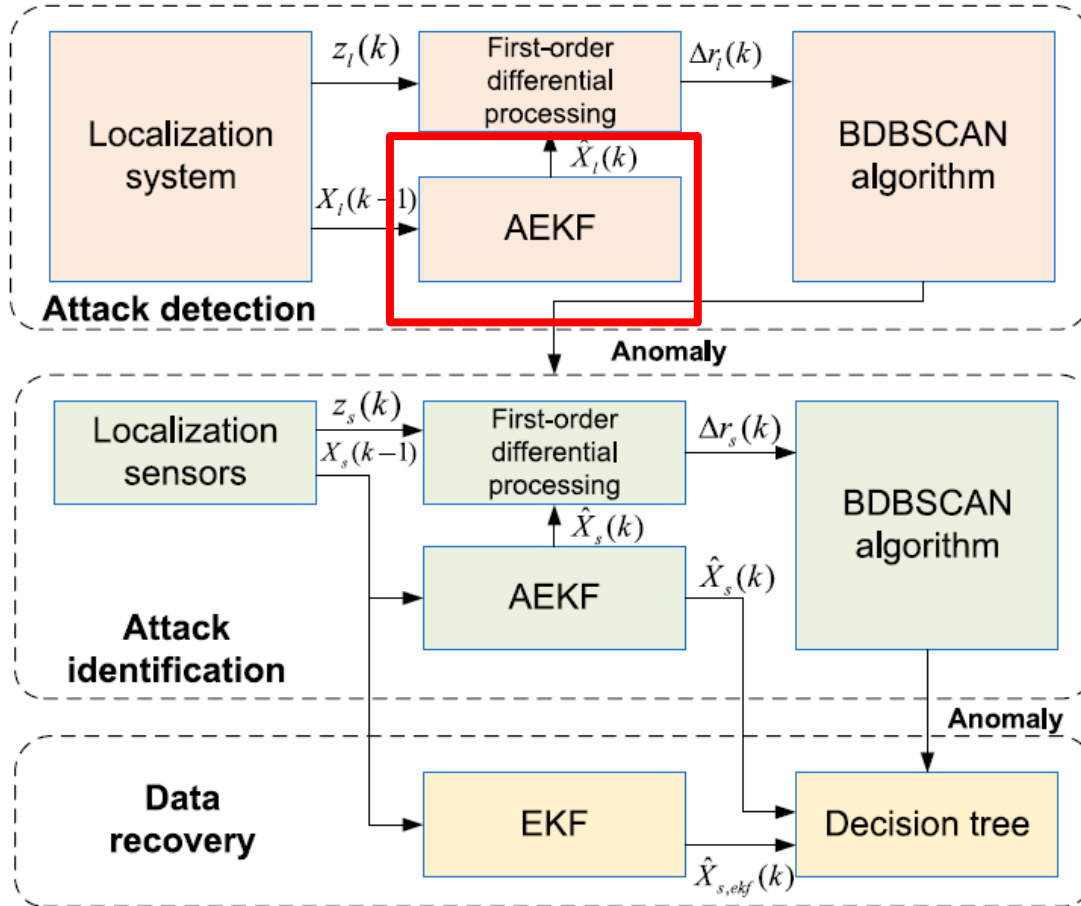 z_l(k)
First-order
differential
processing
Δr_l(k)
Localization
system
BDBSCAN
algorithm
X̂_l(k)
X_l(k−1)
AEKF
Attack detection
Anomaly
Localization
sensors
z_s(k)
X_s(k−1)
First-order
differential
processing
Δr_s(k)
BDBSCAN
algorithm
X̂_s(k)
AEKF
X̂_s(k)
Attack
identification
Anomaly
Data
recovery
EKF
Decision tree
X̂_{s,ekf}(k)